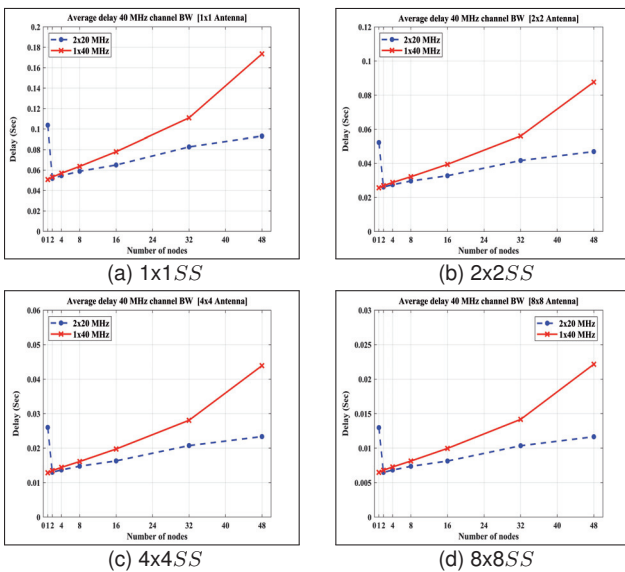 Average delay 40 MHz channel BW [1x1 Antenna]
2x20 MHz
1x40 MHz
Delay (Sec)
0.2
0.18
0.16
0.14
0.12
0.1
0.08
0.06
0.04
0.02
0
0 1 2 4 8 16 24 32 40 48
Number of nodes
(a) 1x1SS
Average delay 40 MHz channel BW [2x2 Antenna]
2x20 MHz
1x40 MHz
Delay (Sec)
0.12
0.1
0.08
0.06
0.04
0.02
0
0 1 2 4 8 16 24 32 40 48
Number of nodes
(b) 2x2SS
Average delay 40 MHz channel BW [4x4 Antenna]
2x20 MHz
1x40 MHz
Delay (Sec)
0.06
0.05
0.04
0.03
0.02
0.01
0
0 1 2 4 8 16 24 32 40 48
Number of nodes
(c) 4x4SS
Average delay 40 MHz channel BW [8x8 Antenna]
2x20 MHz
1x40 MHz
Delay (Sec)
0.03
0.025
0.02
0.015
0.01
0.005
0
0 1 2 4 8 16 24 32 40 48
Number of nodes
(d) 8x8SS